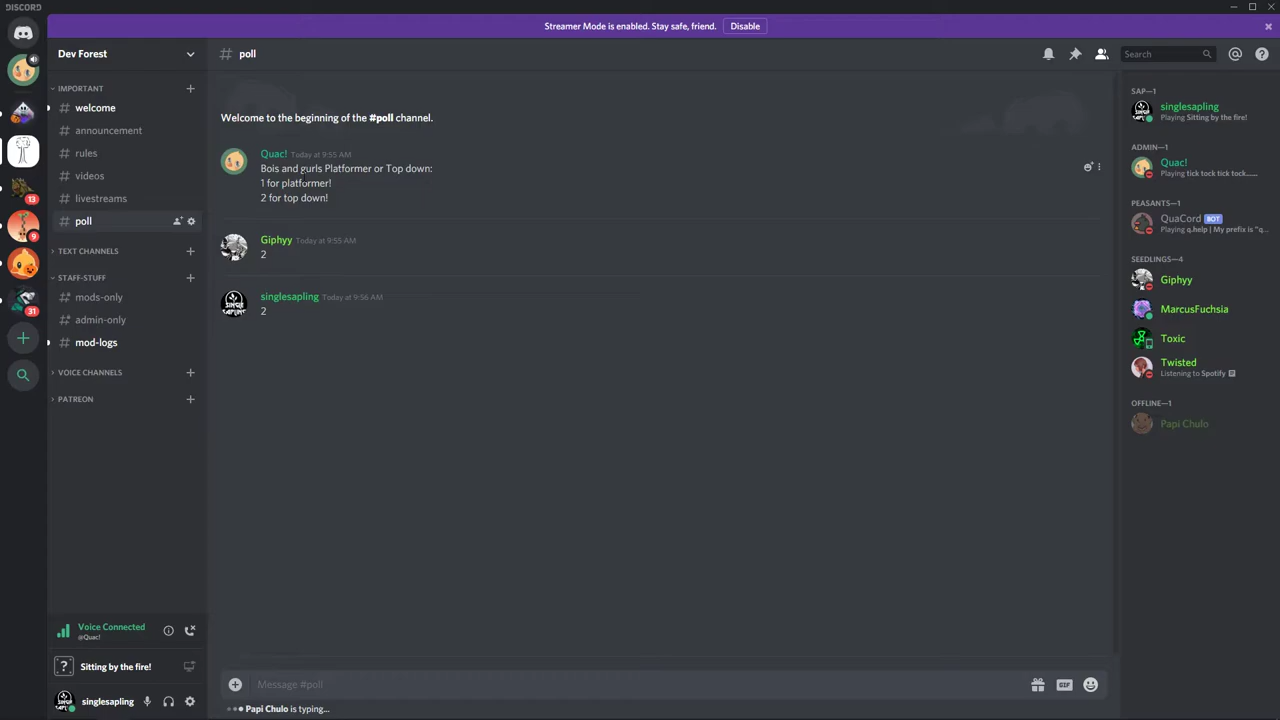 DISCORD
Streamer Mode is enabled. Stay safe, friend.
Disable
Dev Forest
IMPORTANT
# welcome
# announcement
# rules
# videos
# livestreams
# poll
TEXT CHANNELS
STAFF-STUFF
mods-only
admin-only
# mod-logs
VOICE CHANNELS
PATREON
Voice Connected
@Quac!
Sitting by the fire!
singlesapling
13
9
31
# poll
Search
Welcome to the beginning of the #poll channel.
Quac! Today at 9:55 AM
Bois and gurls Platformer or Top down:
1 for platformer!
2 for top down!
Giphyy Today at 9:55 AM
2
singlesapling Today at 9:56 AM
2
Message #poll
GIF
Papi Chulo is typing...
SAP—1
singlesapling
Playing Sitting by the fire!
ADMIN—1
Quac!
Playing tick tock tick tock......
PEASANTS—1
QuaCord BOT
Playing q.help | My prefix is "q...
SEEDLINGS—4
Giphyy
MarcusFuchsia
Toxic
Twisted
Listening to Spotify
OFFLINE—1
Papi Chulo